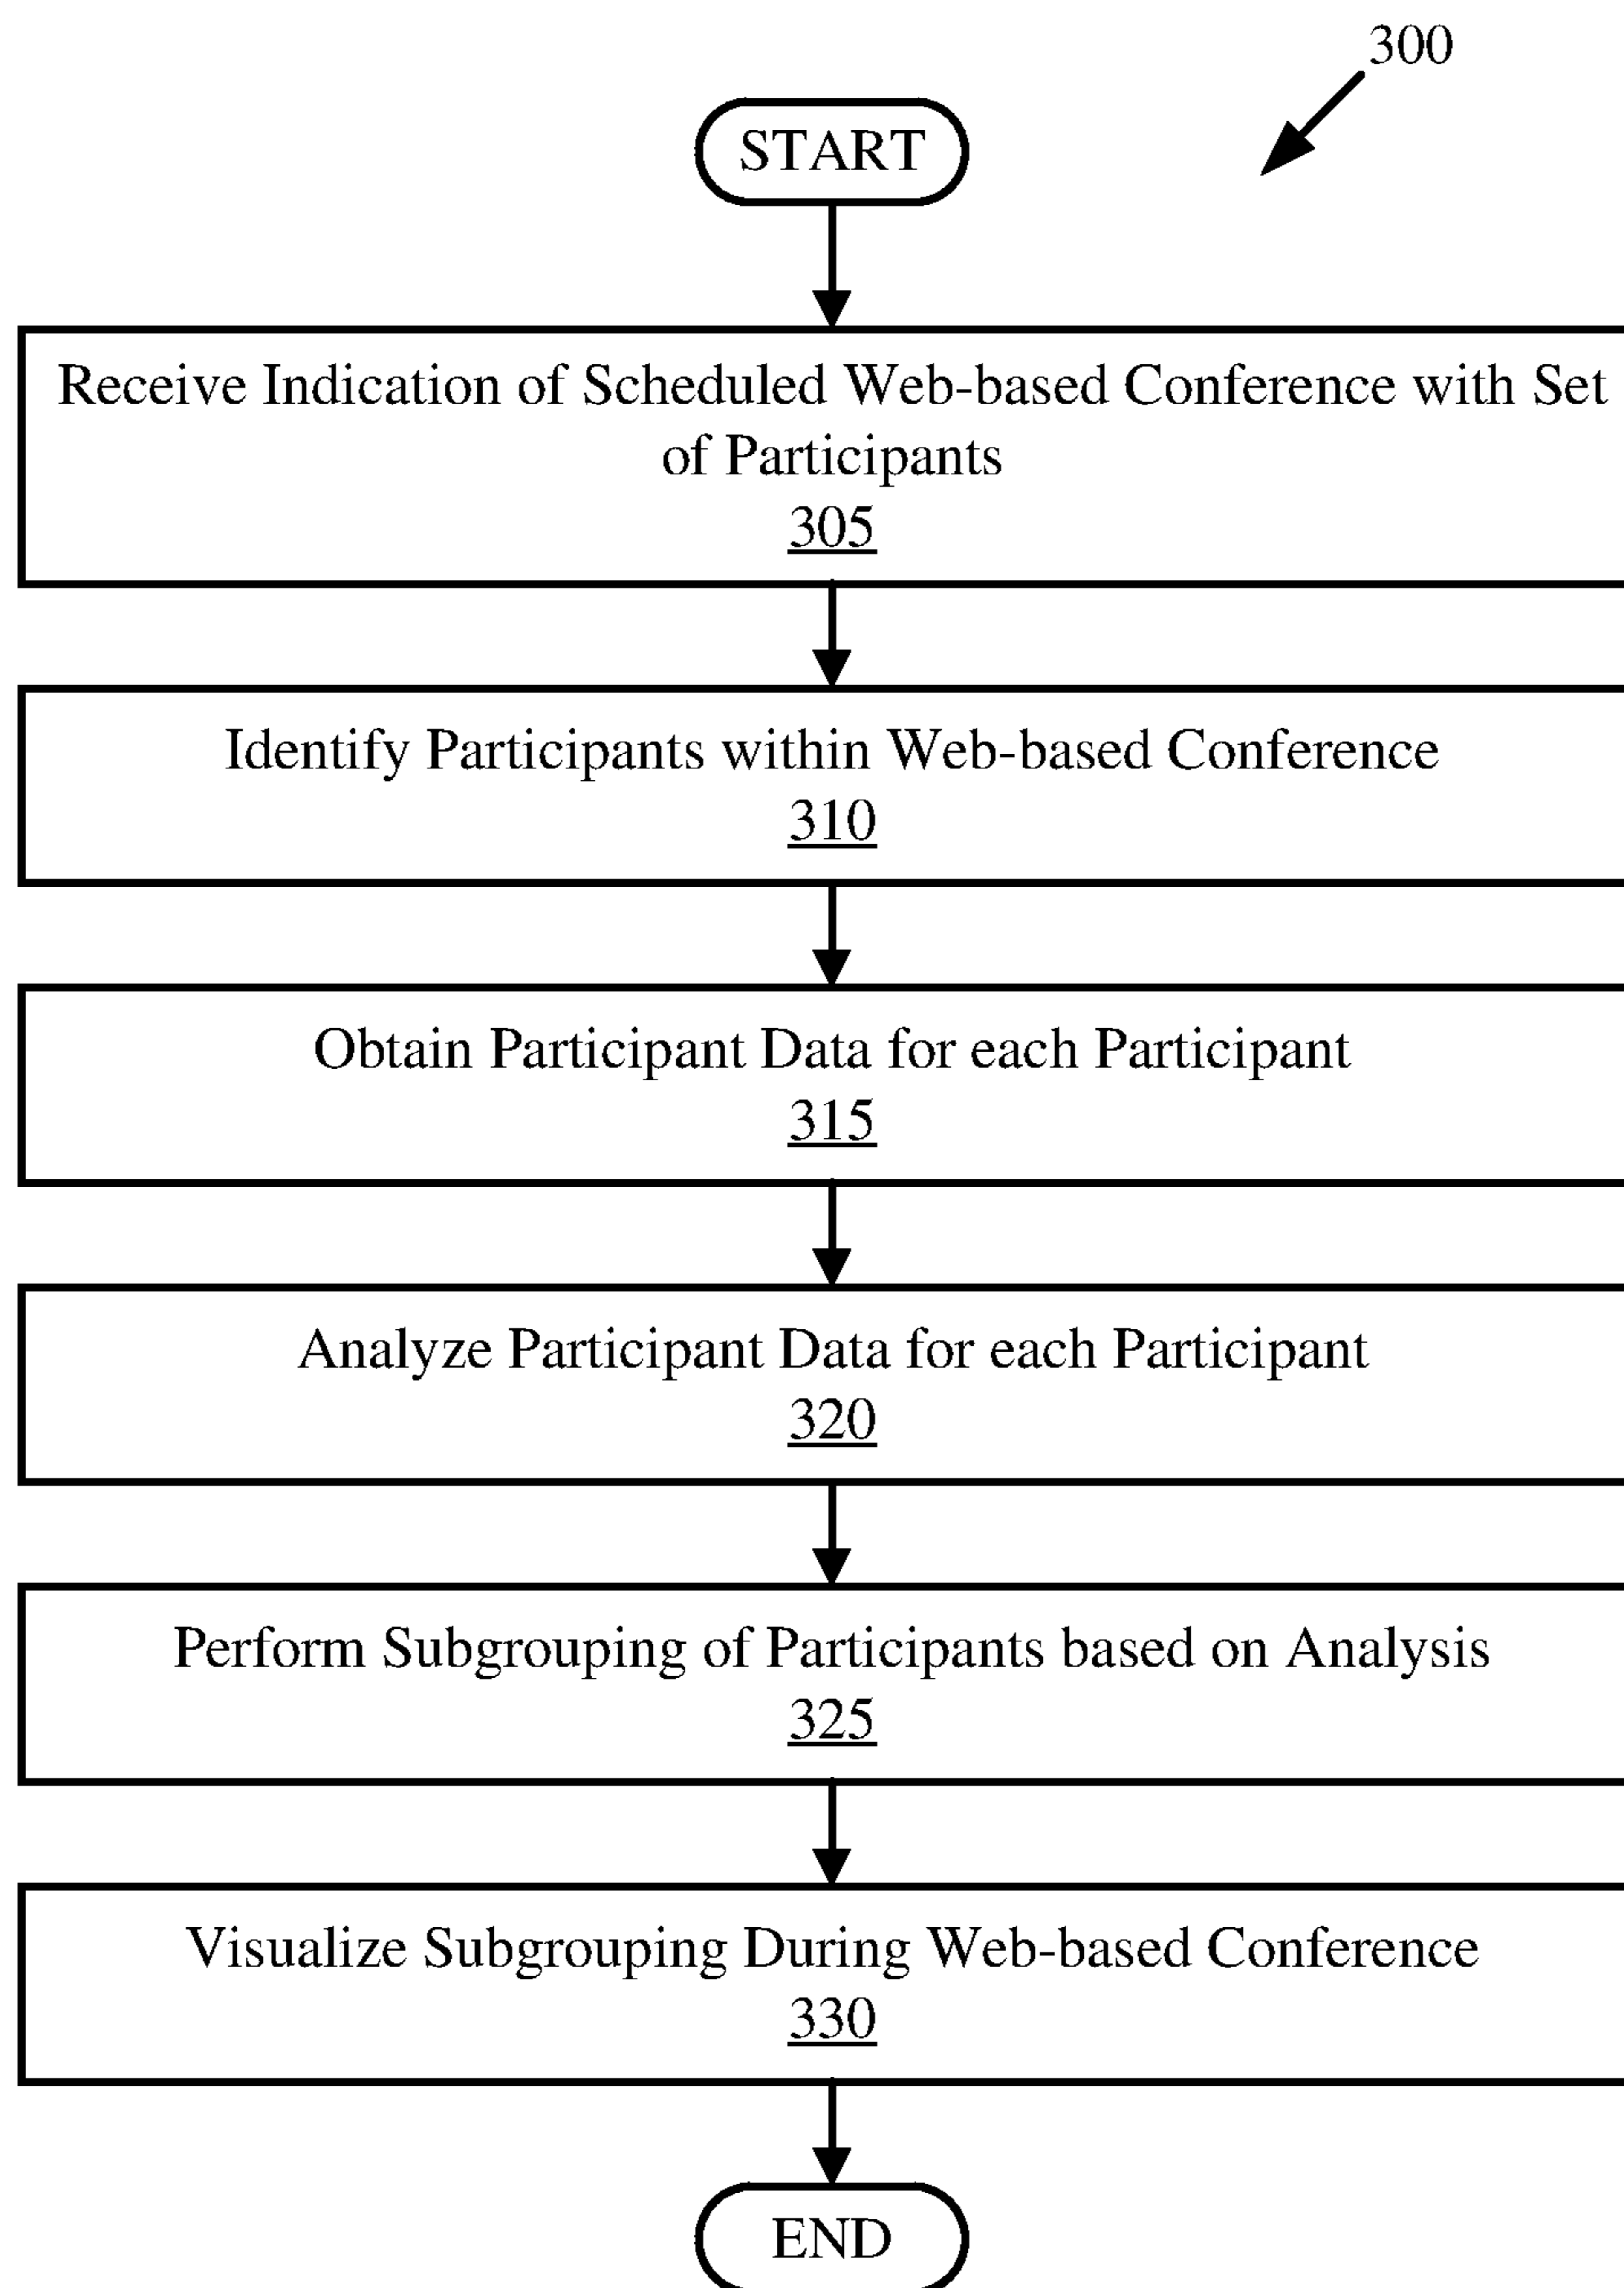 300
START
Receive Indication of Scheduled Web-based Conference with Set
of Participants
305
Identify Participants within Web-based Conference
310
Obtain Participant Data for each Participant
315
Analyze Participant Data for each Participant
320
Perform Subgrouping of Participants based on Analysis
325
Visualize Subgrouping During Web-based Conference
330
END